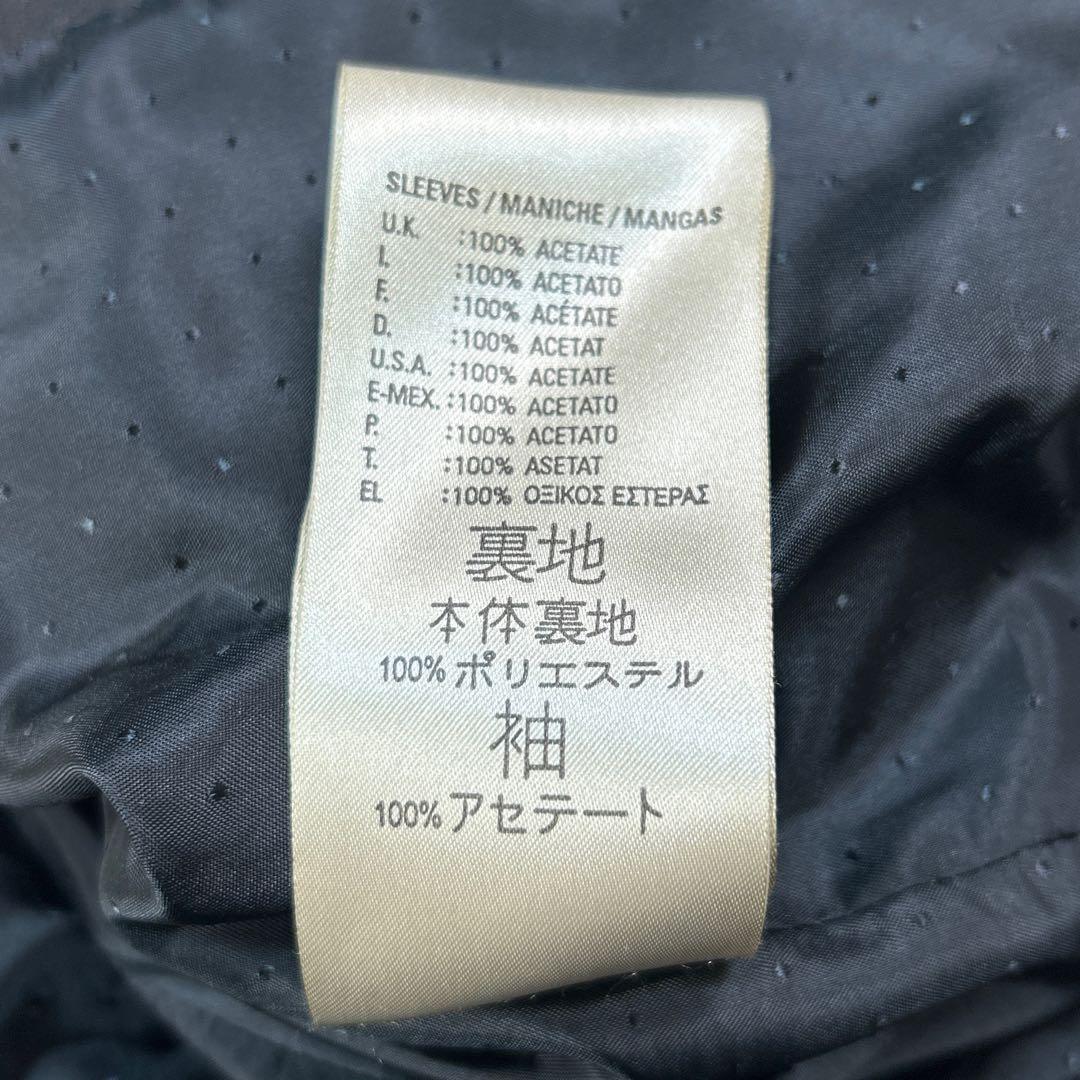 SLEEVES / MANICHE / MANGAS
U.K. :100% ACETATE
I. :100% ACETATO
F. :100% ACÉTATE
D. :100% ACETAT
U.S.A. :100% ACETATE
E-MEX. :100% ACETATO
P. :100% ACETATO
T. :100% ASETAT
EL :100% ΟΞΙΚΟΣ ΕΣΤΕΡΑΣ
裏地
本体裏地
100% ポリエステル
袖
100% アセテート